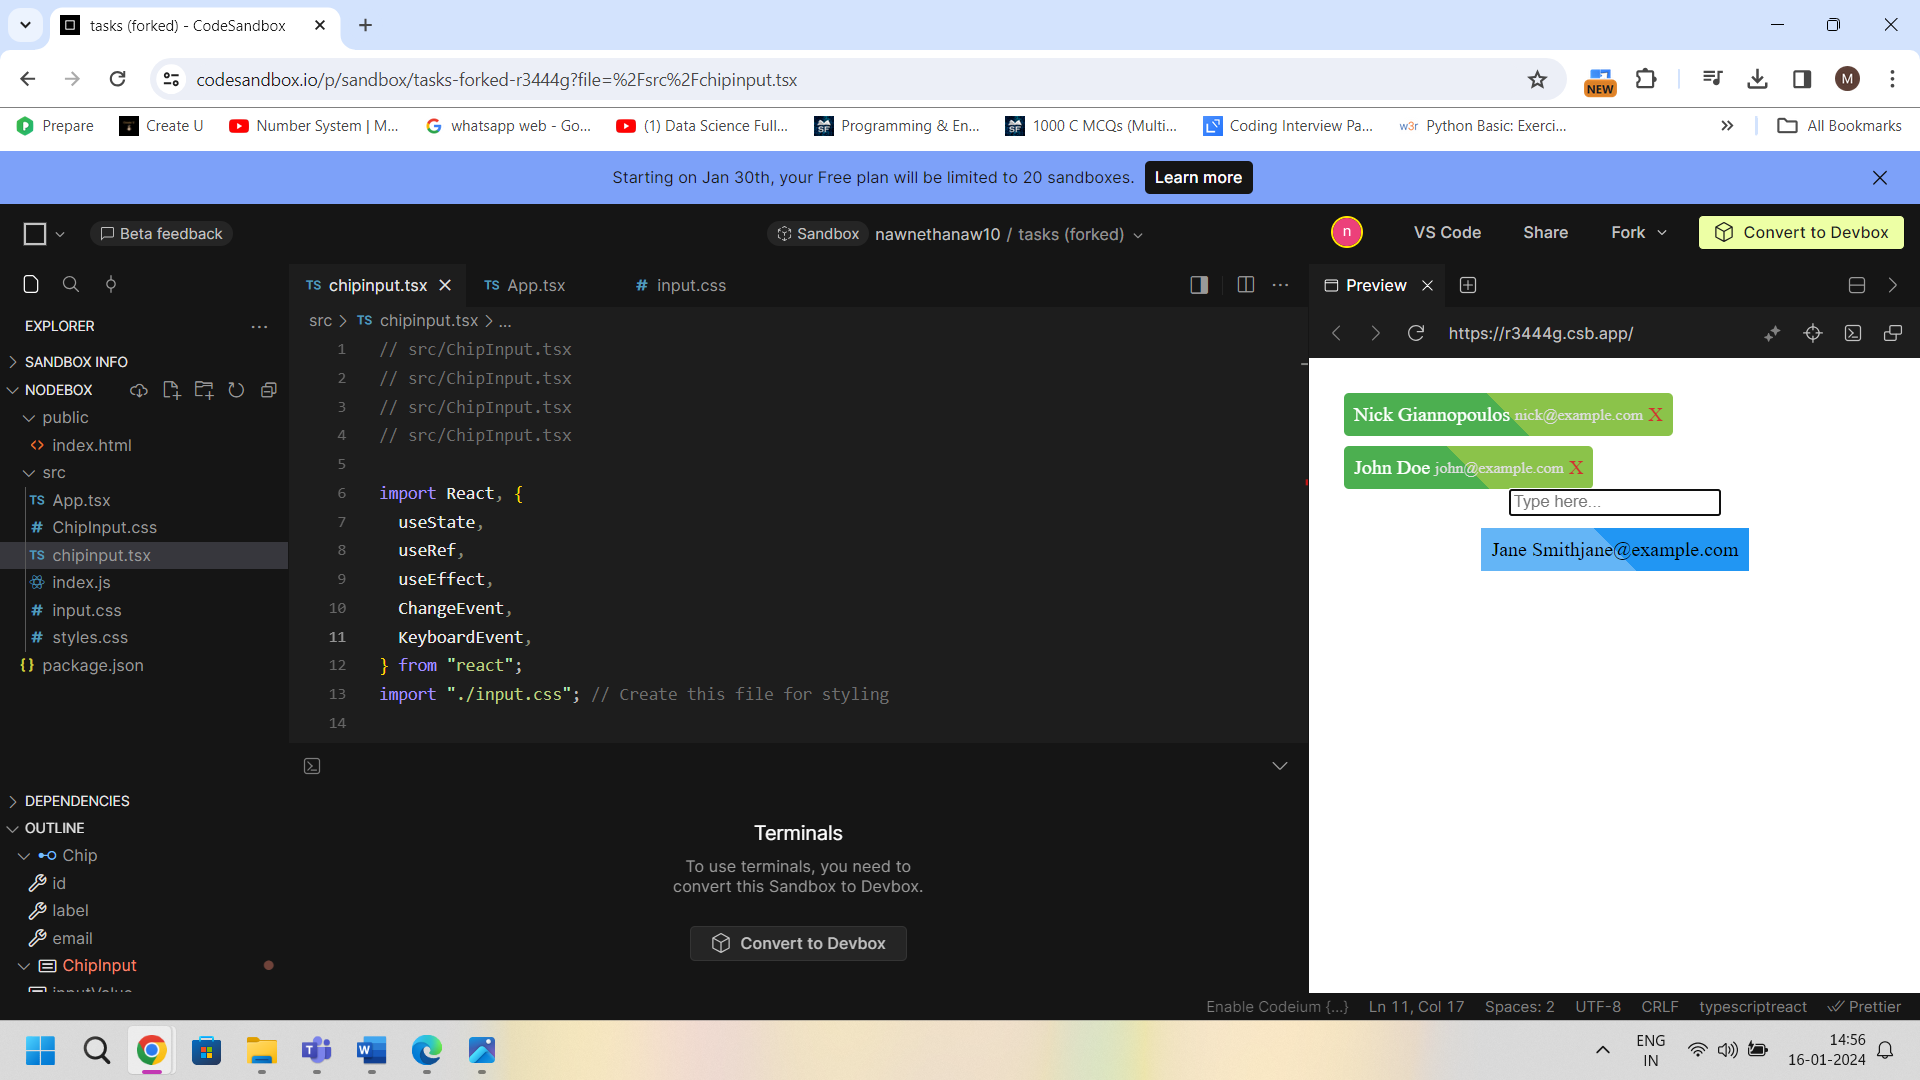 tasks (forked) - CodeSandbox
codesandbox.io/p/sandbox/tasks-forked-r3444g?file=%2Fsrc%2Fchipinput.tsx
NEW
M
Prepare
Create U
Number System | M...
whatsapp web - Go...
(1) Data Science Full...
Programming & En...
1000 C MCQs (Multi...
Coding Interview Pa...
w3r Python Basic: Exerci...
All Bookmarks
Starting on Jan 30th, your Free plan will be limited to 20 sandboxes. Learn more
Beta feedback
Sandbox nawnethanaw10 / tasks (forked)
n
VS Code
Share
Fork
Convert to Devbox
TS chipinput.tsx
TS App.tsx
# input.css
Preview
EXPLORER
src > TS chipinput.tsx > ...
https://r3444g.csb.app/
SANDBOX INFO
NODEBOX
public
index.html
src
TS App.tsx
# ChipInput.css
TS chipinput.tsx
index.js
# input.css
# styles.css
{} package.json
1 // src/ChipInput.tsx
2 // src/ChipInput.tsx
3 // src/ChipInput.tsx
4 // src/ChipInput.tsx
5
6 import React, {
7 useState,
8 useRef,
9 useEffect,
10 ChangeEvent,
11 KeyboardEvent,
12 } from "react";
13 import "./input.css"; // Create this file for styling
14
Nick Giannopoulos nick@example.com X
John Doe john@example.com X
Type here...
Jane Smithjane@example.com
DEPENDENCIES
OUTLINE
Chip
id
label
email
ChipInput
inputValue
Terminals
To use terminals, you need to
convert this Sandbox to Devbox.
Convert to Devbox
Enable Codeium {...}
Ln 11, Col 17
Spaces: 2
UTF-8
CRLF
typescriptreact
Prettier
ENG
IN
14:56
16-01-2024